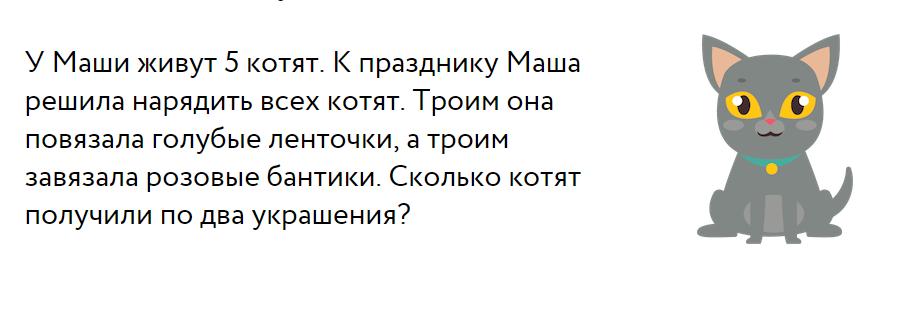 У Маши живут 5 котят. К празднику Маша
решила нарядить всех котят. Троим она
повязала голубые ленточки, а троим
завязала розовые бантики. Сколько котят
получили по два украшения?